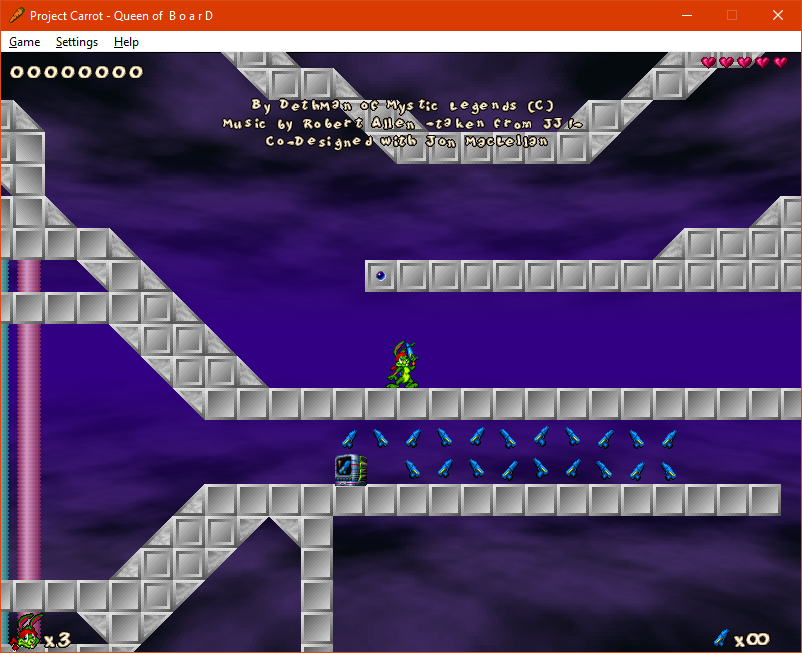 Project Carrot - Queen of B o a r D
Game Settings Help
00000000
By Dethman of Mystic Legends (C)
Music by Robert Allen -taken from JJ1-
Co-Designed with Jon Maclellan
x3
x∞